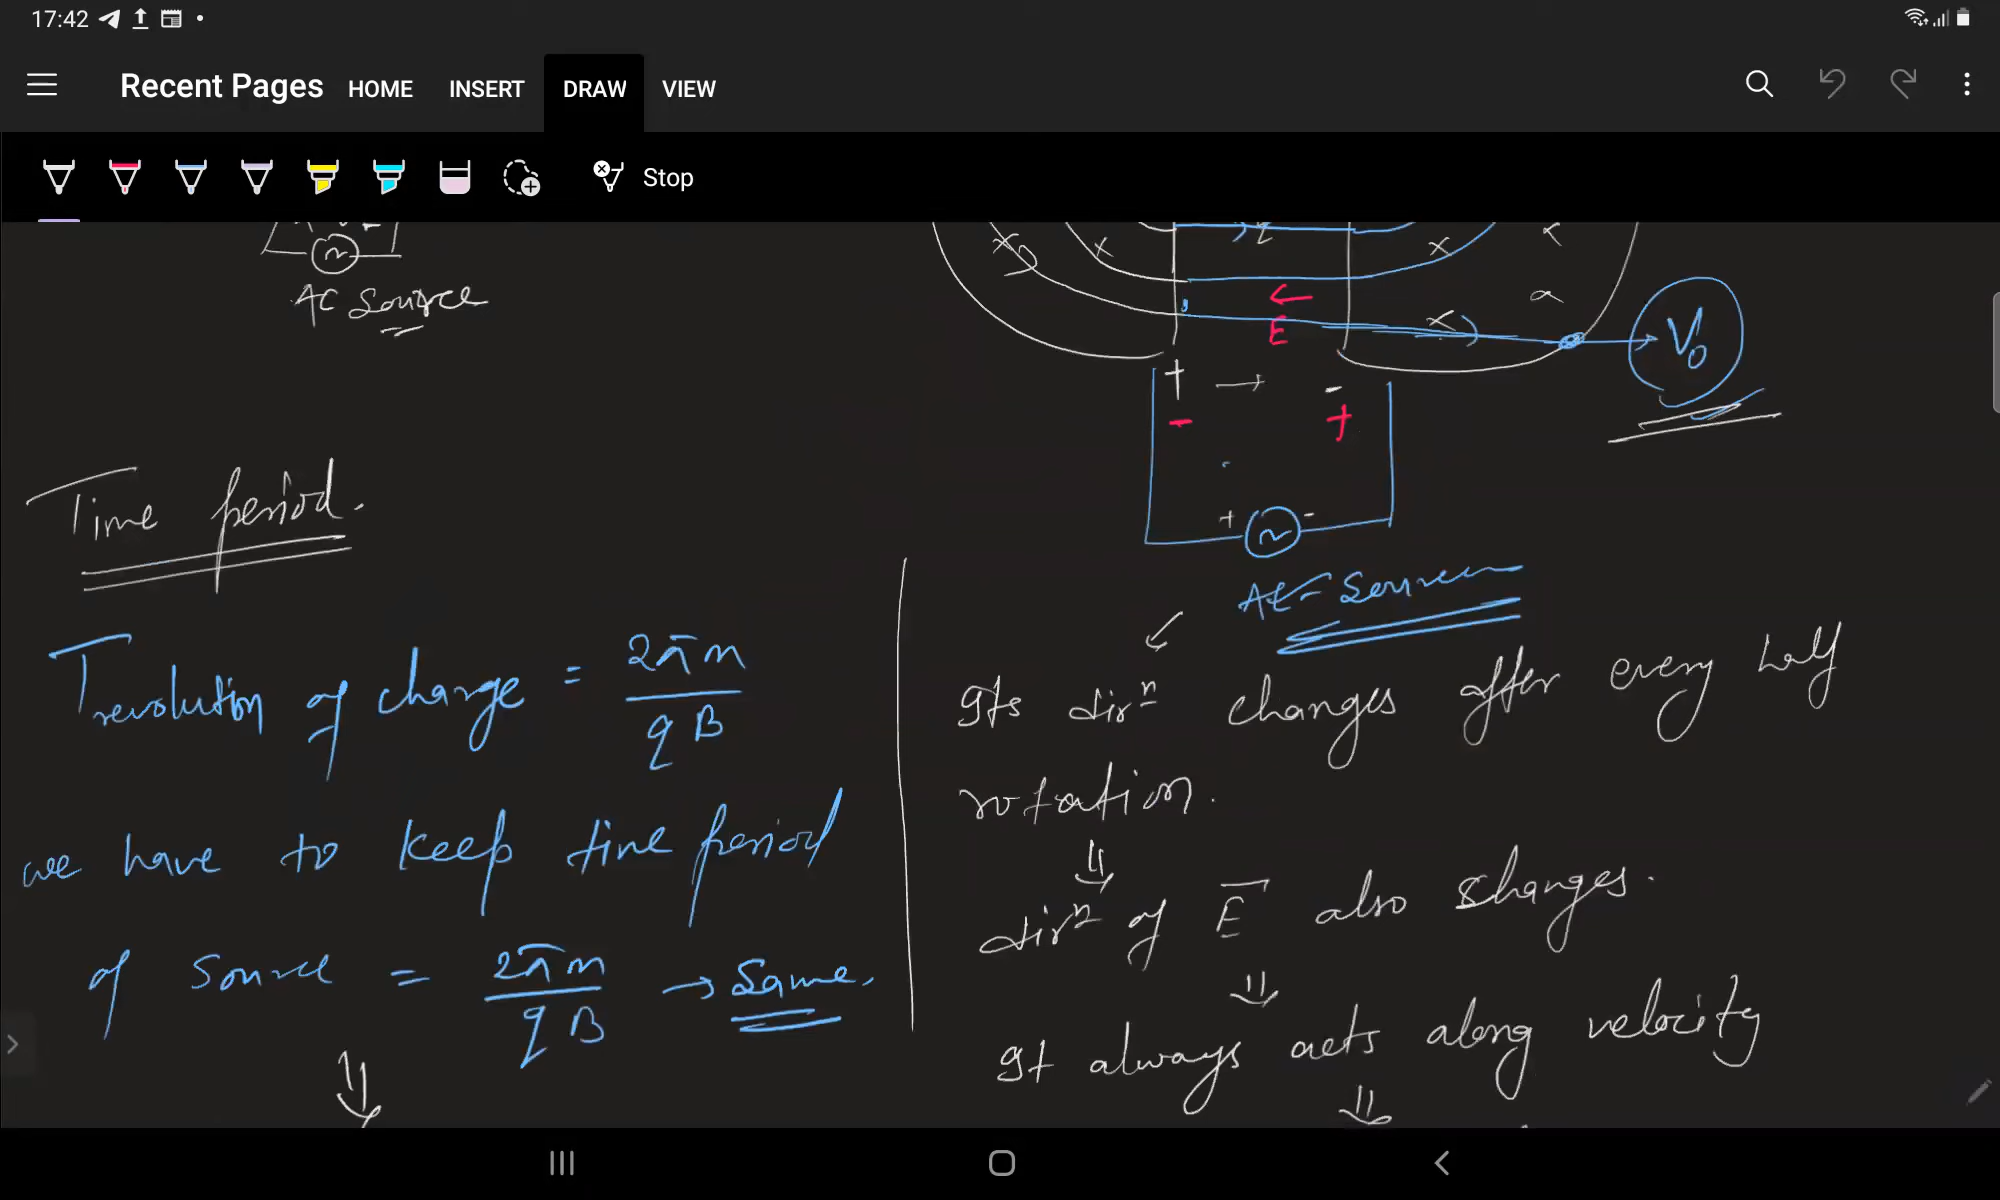 17:42
Recent Pages HOME INSERT DRAW VIEW
Stop
AC Source
E
V₀
+ → -
- +
+ -
AC Source
Time period.
T revolution of charge = 2πm / qB
we have to keep time period
of source = 2πm / qB → Same.
Its dirⁿ changes after every half
rotation.
⇓
dirⁿ of E also changes.
⇓
It always acts along velocity
⇓